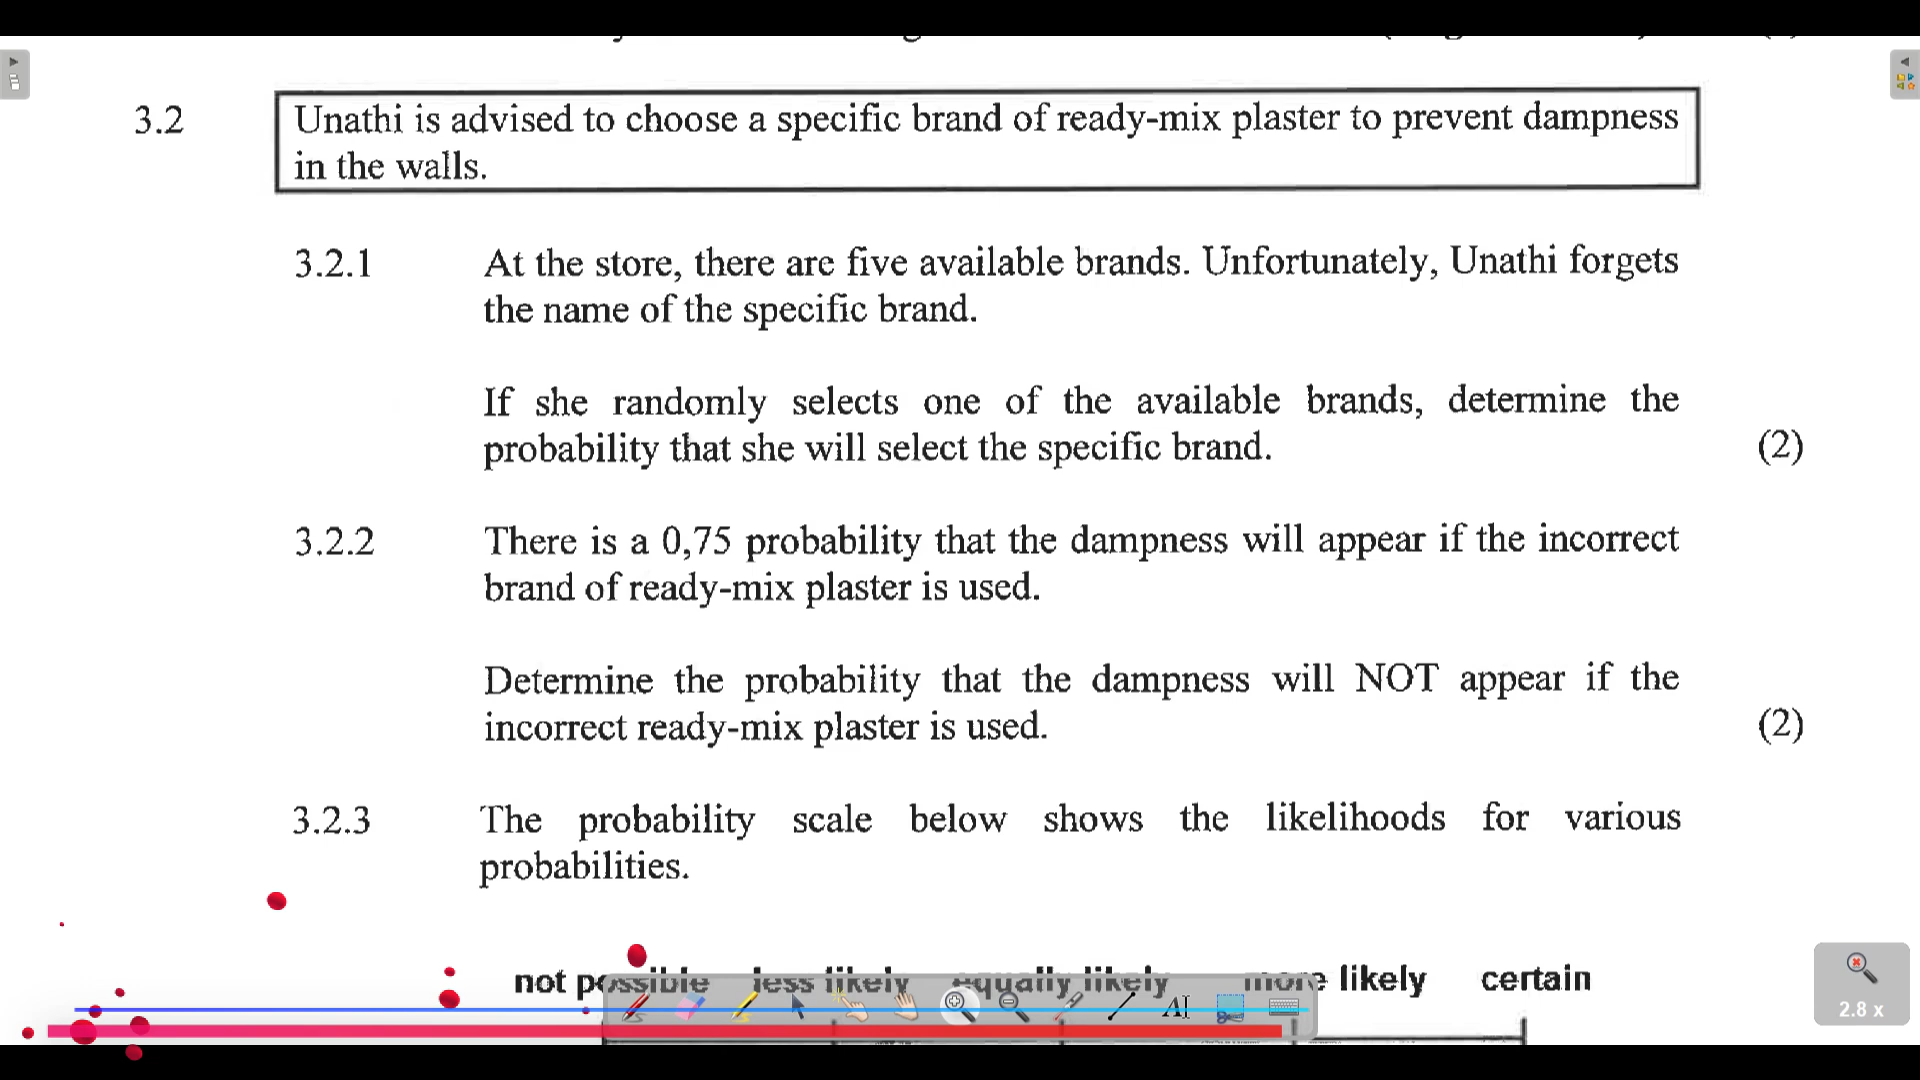 3.2 Unathi is advised to choose a specific brand of ready-mix plaster to prevent dampness
in the walls.
3.2.1 At the store, there are five available brands. Unfortunately, Unathi forgets
the name of the specific brand.
If she randomly selects one of the available brands, determine the
probability that she will select the specific brand. (2)
3.2.2 There is a 0,75 probability that the dampness will appear if the incorrect
brand of ready-mix plaster is used.
Determine the probability that the dampness will NOT appear if the
incorrect ready-mix plaster is used. (2)
3.2.3 The probability scale below shows the likelihoods for various
probabilities.
not possible less likely equally likely more likely certain
AI
2.8 x